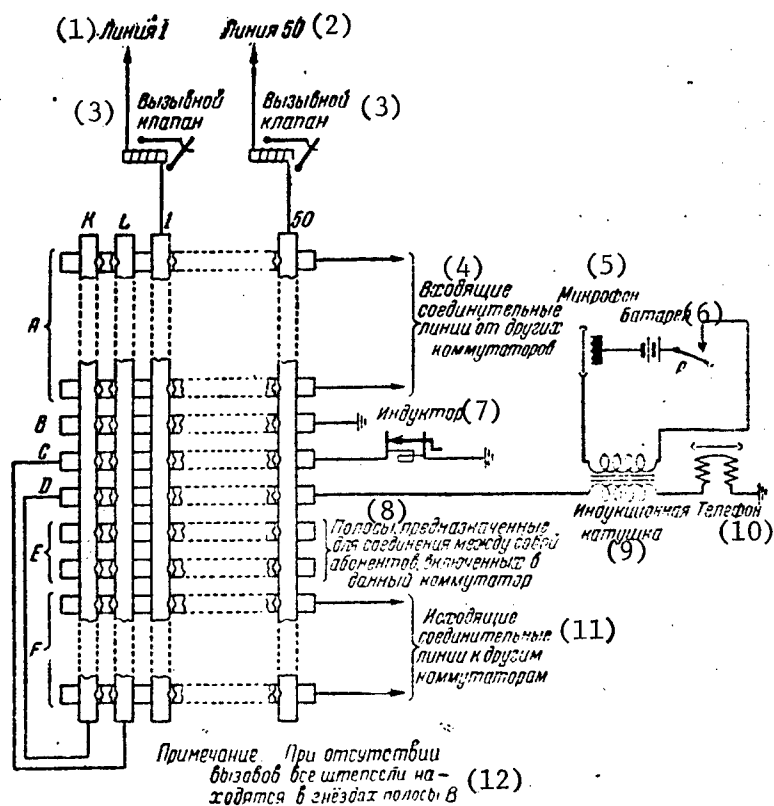 (1) Линия 1 Линия 50 (2)
(3) Вызывной клапан Вызывной клапан (3)
K L 1 50
A
(4)
Входящие
соединительные
линии от других
коммутаторов
(5)
Микрофон
Батарея (6)
P
B
C
D
Индуктор (7)
(8)
Полосы, предназначенные
для соединения между собой
абонентов, включенных в
данный коммутатор
Индукционная
катушка
(9)
Телефон
(10)
E
F
Исходящие
соединительные
линии к другим
коммутаторам
(11)
Примечание. При отсутствии
вызовов все штепсели на-
ходятся в гнёздах полосы B
(12)